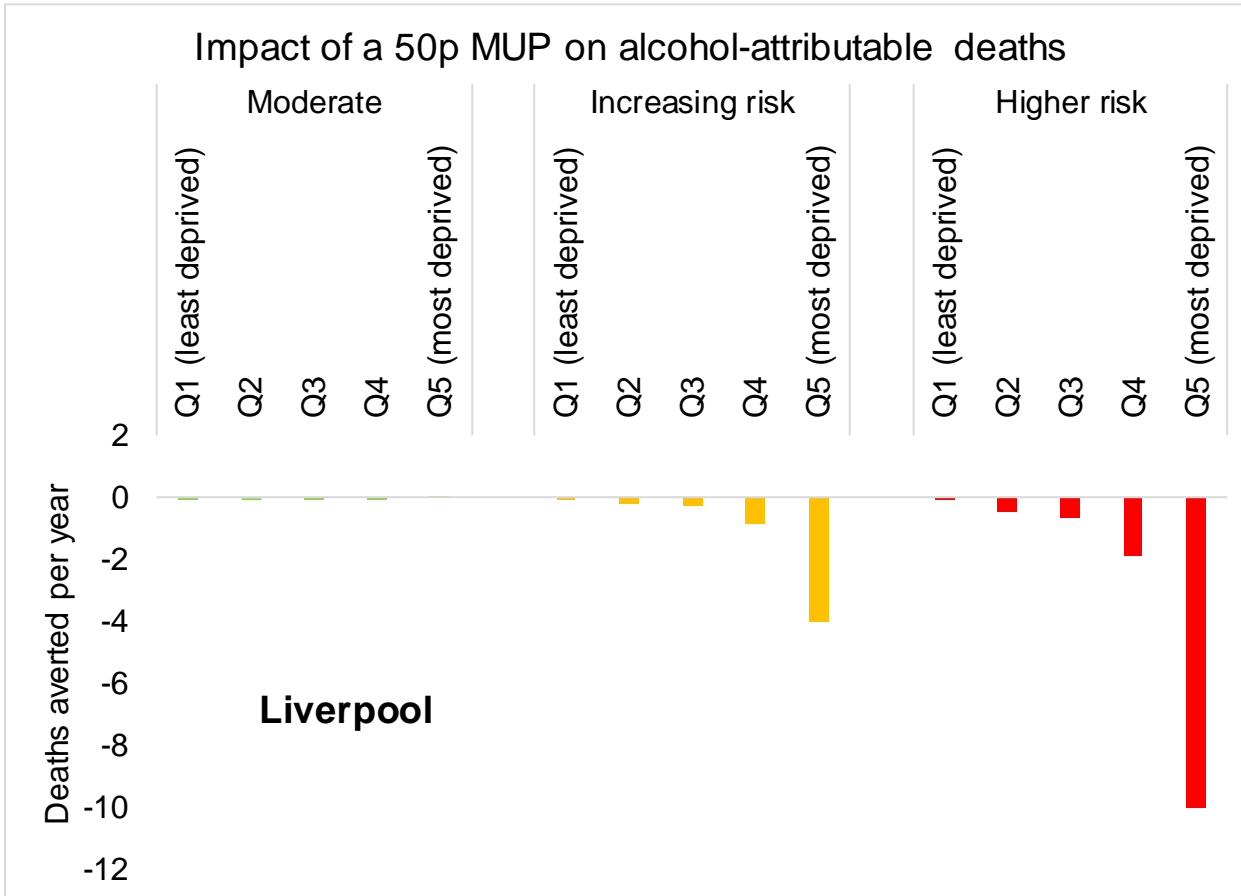 Impact of a 50p MUP on alcohol-attributable deaths
Moderate
Increasing risk
Higher risk
Q1 (least deprived)
Q2
Q3
Q4
Q5 (most deprived)
Q1 (least deprived)
Q2
Q3
Q4
Q5 (most deprived)
Q1 (least deprived)
Q2
Q3
Q4
Q5 (most deprived)
Deaths averted per year
2
0
-2
-4
-6
-8
-10
-12
Liverpool